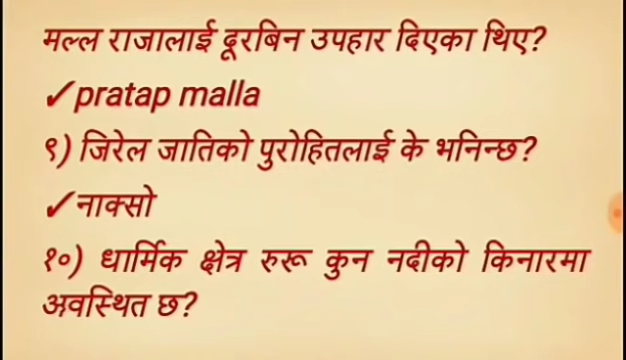 मल्ल राजालाई दूरबिन उपहार दिएका थिए?
✓pratap malla
९) जिरेल जातिको पुरोहितलाई के भनिन्छ?
✓नाक्सो
१०) धार्मिक क्षेत्र रुरू कुन नदीको किनारमा
अवस्थित छ?